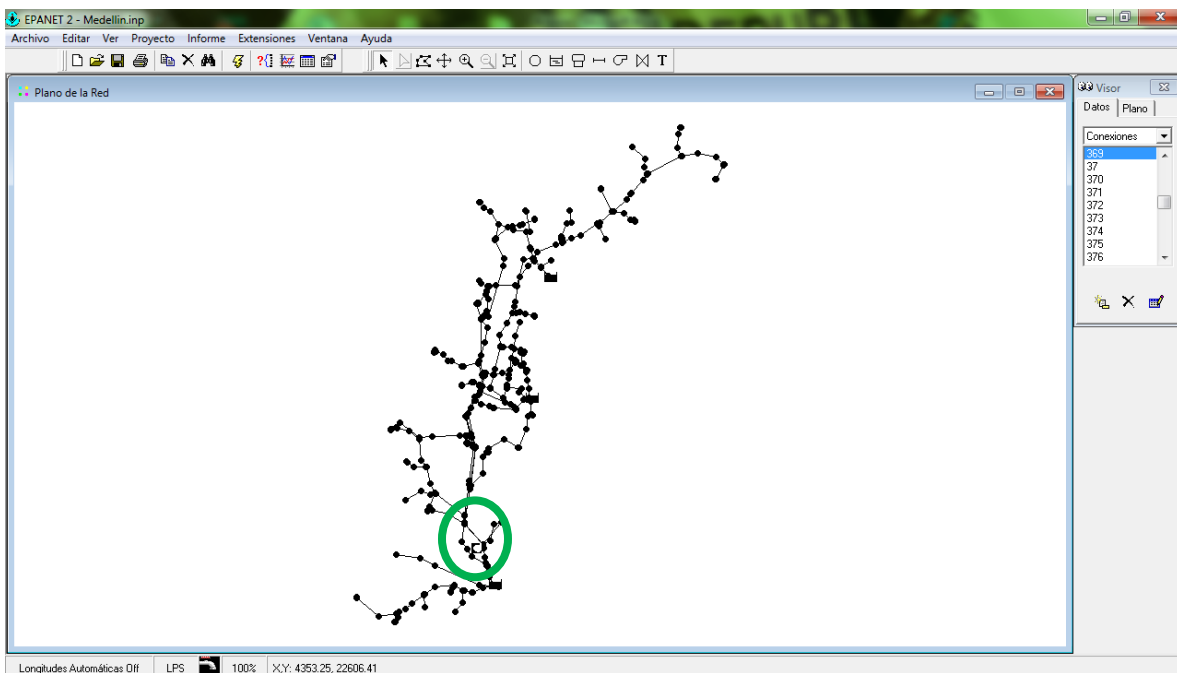 EPANET 2 - Medellin.inp
Archivo Editar Ver Proyecto Informe Extensiones Ventana Ayuda
T
Plano de la Red
Visor
Datos Plano
Conexiones
369
37
370
371
372
373
374
375
376
Longitudes Automáticas Off LPS 100% X,Y: 4353.25, 22606.41